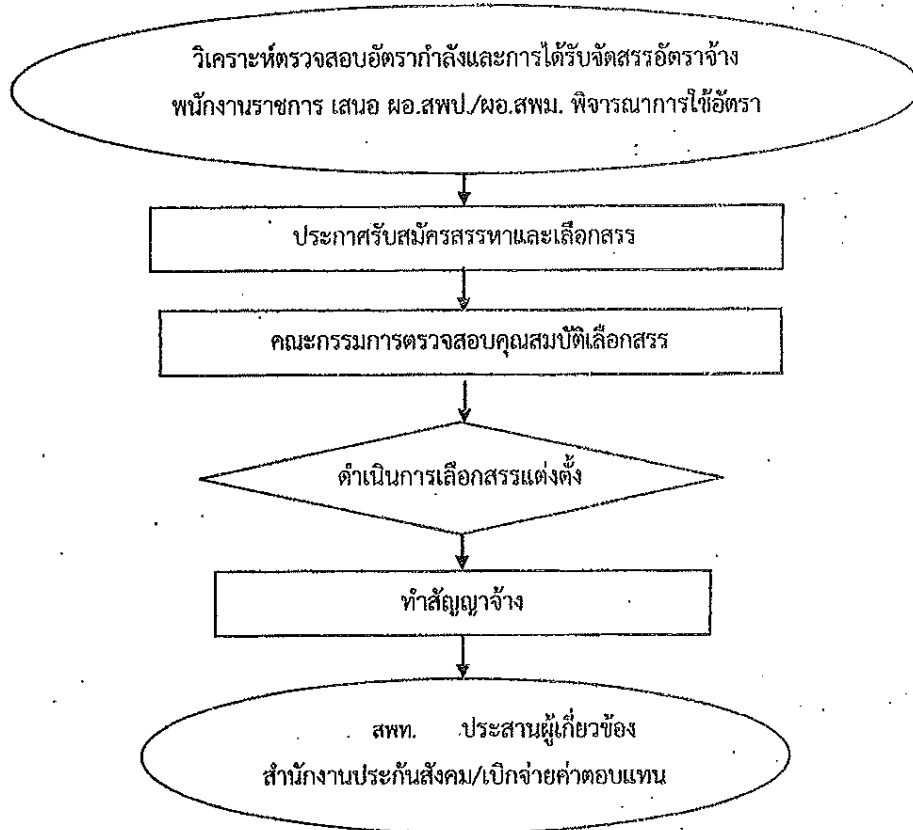 วิเคราะห์ตรวจสอบอัตรากำลังและการได้รับจัดสรรอัตราจ้าง
พนักงานราชการ เสนอ ผอ.สพป./ผอ.สพม. พิจารณาการใช้อัตรา
ประกาศรับสมัครสรรหาและเลือกสรร
คณะกรรมการตรวจสอบคุณสมบัติเลือกสรร
ดำเนินการเลือกสรรแต่งตั้ง
ทำสัญญาจ้าง
สพท. ประสานผู้เกี่ยวข้อง
สำนักงานประกันสังคม/เบิกจ่ายค่าตอบแทน